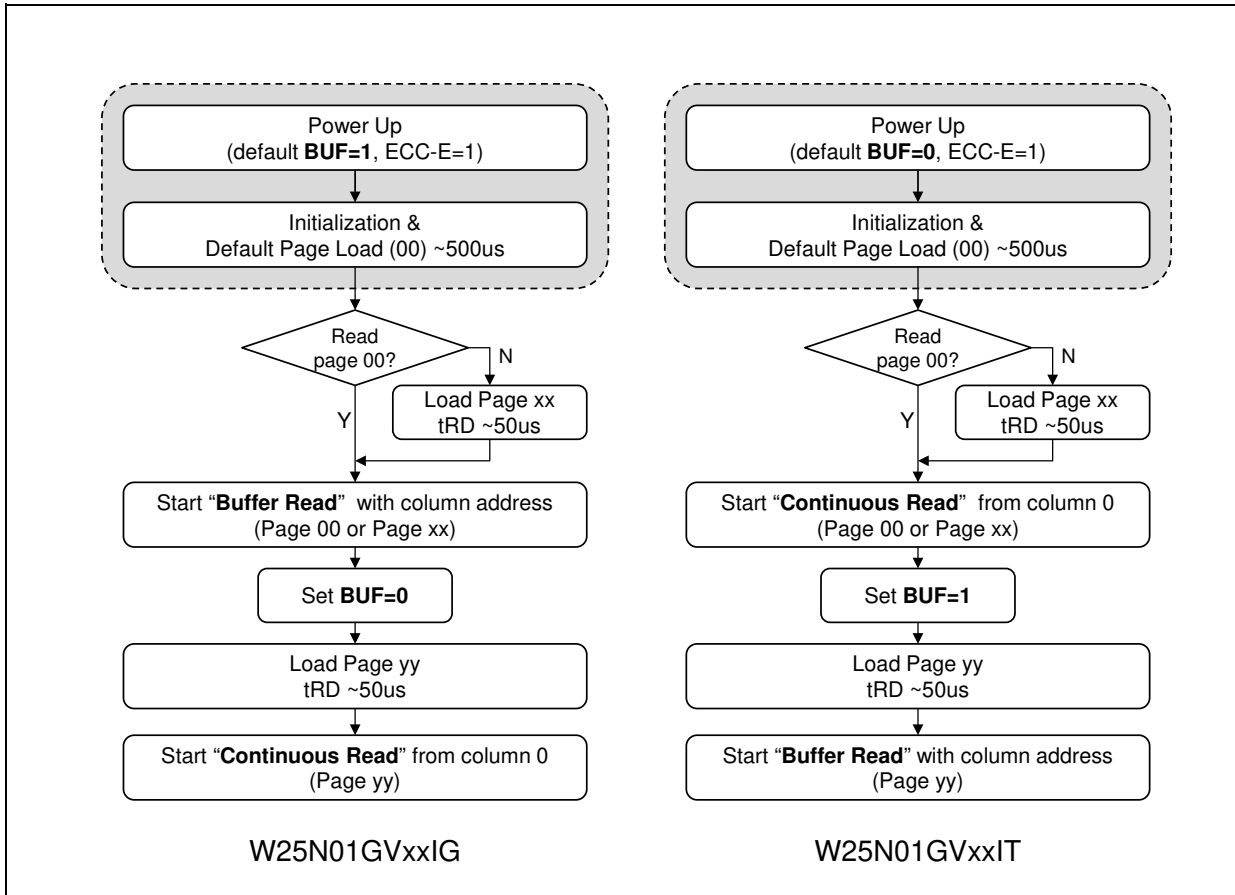 Power Up
(default BUF=1, ECC-E=1)
Initialization &
Default Page Load (00) ~500us
Read
page 00?
N
Load Page xx
tRD ~50us
Y
Start “Buffer Read” with column address
(Page 00 or Page xx)
Set BUF=0
Load Page yy
tRD ~50us
Start “Continuous Read” from column 0
(Page yy)
W25N01GVxxIG
Power Up
(default BUF=0, ECC-E=1)
Initialization &
Default Page Load (00) ~500us
Read
page 00?
N
Load Page xx
tRD ~50us
Y
Start “Continuous Read” from column 0
(Page 00 or Page xx)
Set BUF=1
Load Page yy
tRD ~50us
Start “Buffer Read” with column address
(Page yy)
W25N01GVxxIT